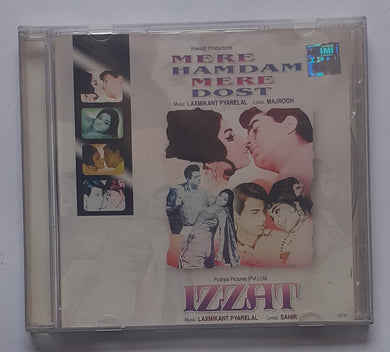 Kewaljit Productions
MERE
HAMDAM
MERE
DOST
Music: LAXMIKANT PYARELAL Lyrics: MAJROOH
Pushpa Pictures (Pvt.) Ltd.
IZZAT
Music: LAXMIKANT PYARELAL Lyrics: SAHIR